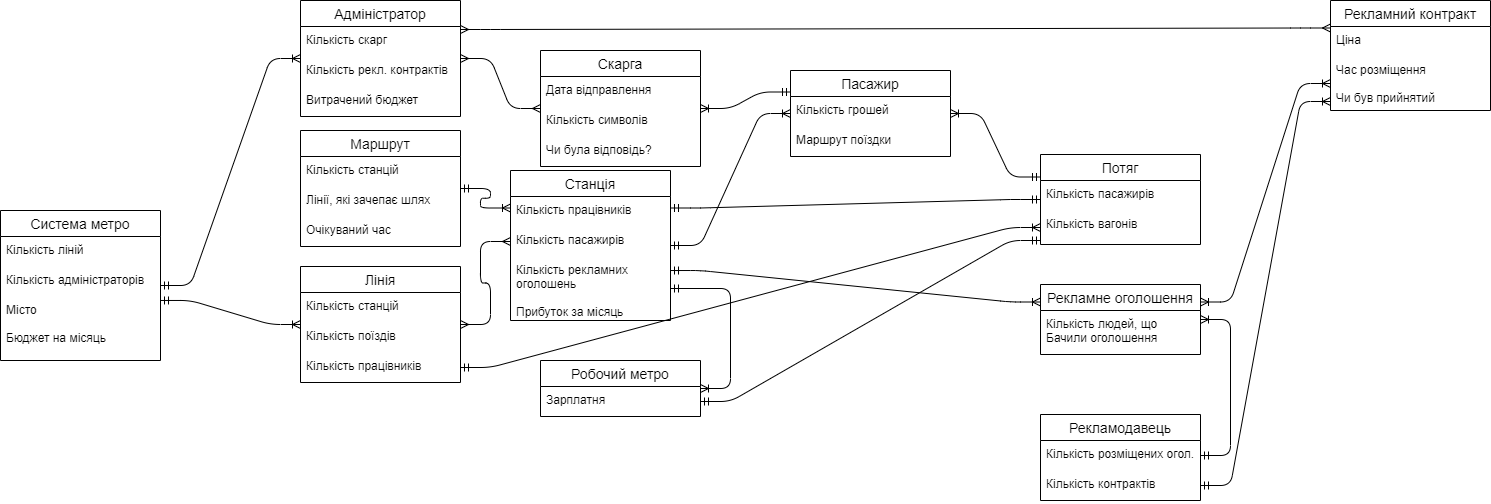 Адміністратор
Кількість скарг
Кількість рекл. контрактів
Витрачений бюджет
Рекламний контракт
Ціна
Час розміщення
Чи був прийнятий
Скарга
Дата відправлення
Кількість символів
Чи була відповідь?
Пасажир
Кількість грошей
Маршрут поїздки
Маршрут
Кількість станцій
Лінії, які зачепає шлях
Очікуваний час
Потяг
Кількість пасажирів
Кількість вагонів
Станція
Кількість працівників
Кількість пасажирів
Кількість рекламних
оголошень
Прибуток за місяць
Система метро
Кількість ліній
Кількість адміністраторів
Місто
Бюджет на місяць
Лінія
Кількість станцій
Кількість поїздів
Кількість працівників
Рекламне оголошення
Кількість людей, що
Бачили оголошення
Робочий метро
Зарплатня
Рекламодавець
Кількість розміщених огол.
Кількість контрактів